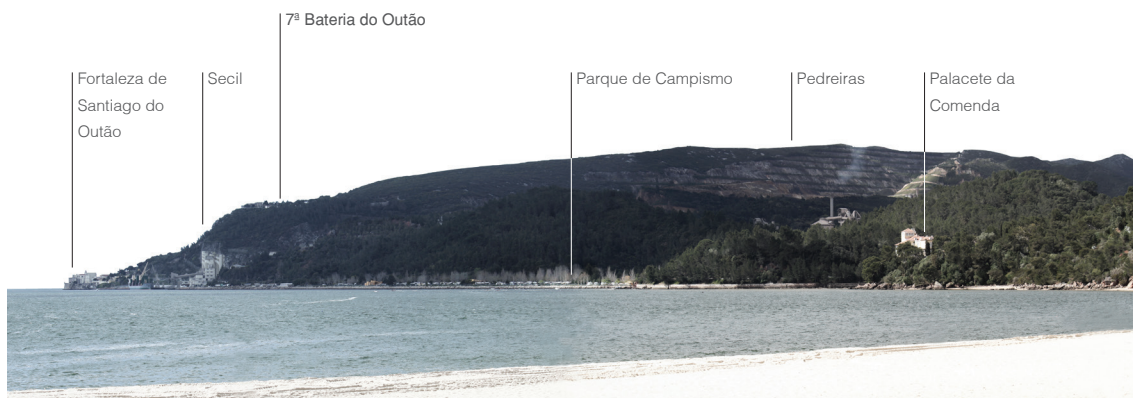 7ª Bateria do Outão
Fortaleza de
Santiago do
Outão
Secil
Parque de Campismo
Pedreiras
Palacete da
Comenda